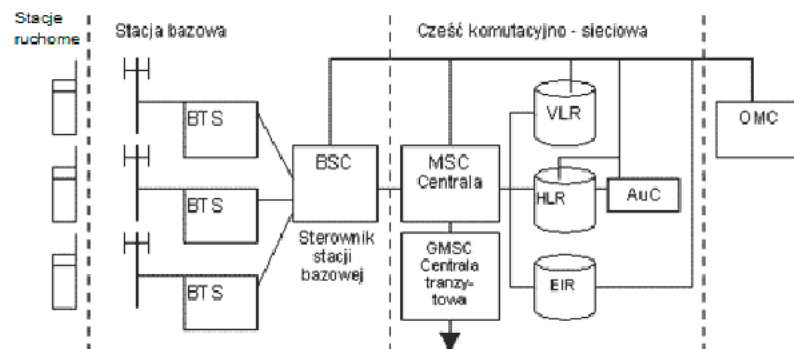 Stacje
ruchome
Stacja bazowa
Cześć komutacyjno - sieciowa
BTS
BTS
BTS
BSC
Sterownik
stacji
bazowej
MSC
Centrala
GMSC
Centrala
tranzy-
towa
VLR
HLR
EIR
AuC
OMC